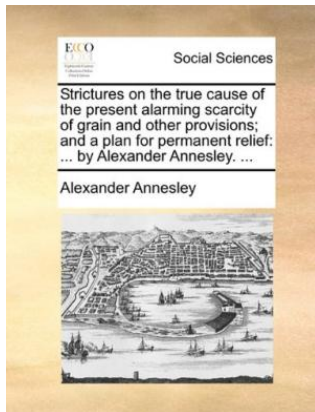 ECCO
Social Sciences
Strictures on the true cause of
the present alarming scarcity
of grain and other provisions;
and a plan for permanent relief:
... by Alexander Annesley. ...
Alexander Annesley